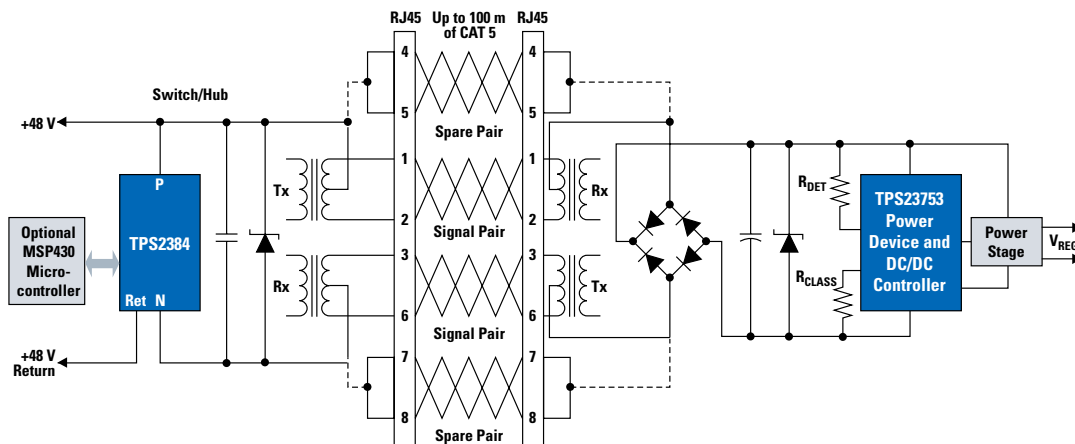 RJ45
Up to 100 m
of CAT 5
RJ45
4
4
Switch/Hub
+48 V
5
5
Spare Pair
1
1
P
Tx
Rx
R_DET
TPS23753
Power
Device and
DC/DC
Controller
2
2
Signal Pair
Optional
MSP430
Micro-
controller
TPS2384
Power
Stage
V_REG
3
3
Rx
Tx
R_CLASS
Ret N
6
6
Signal Pair
+48 V
Return
7
7
8
8
Spare Pair